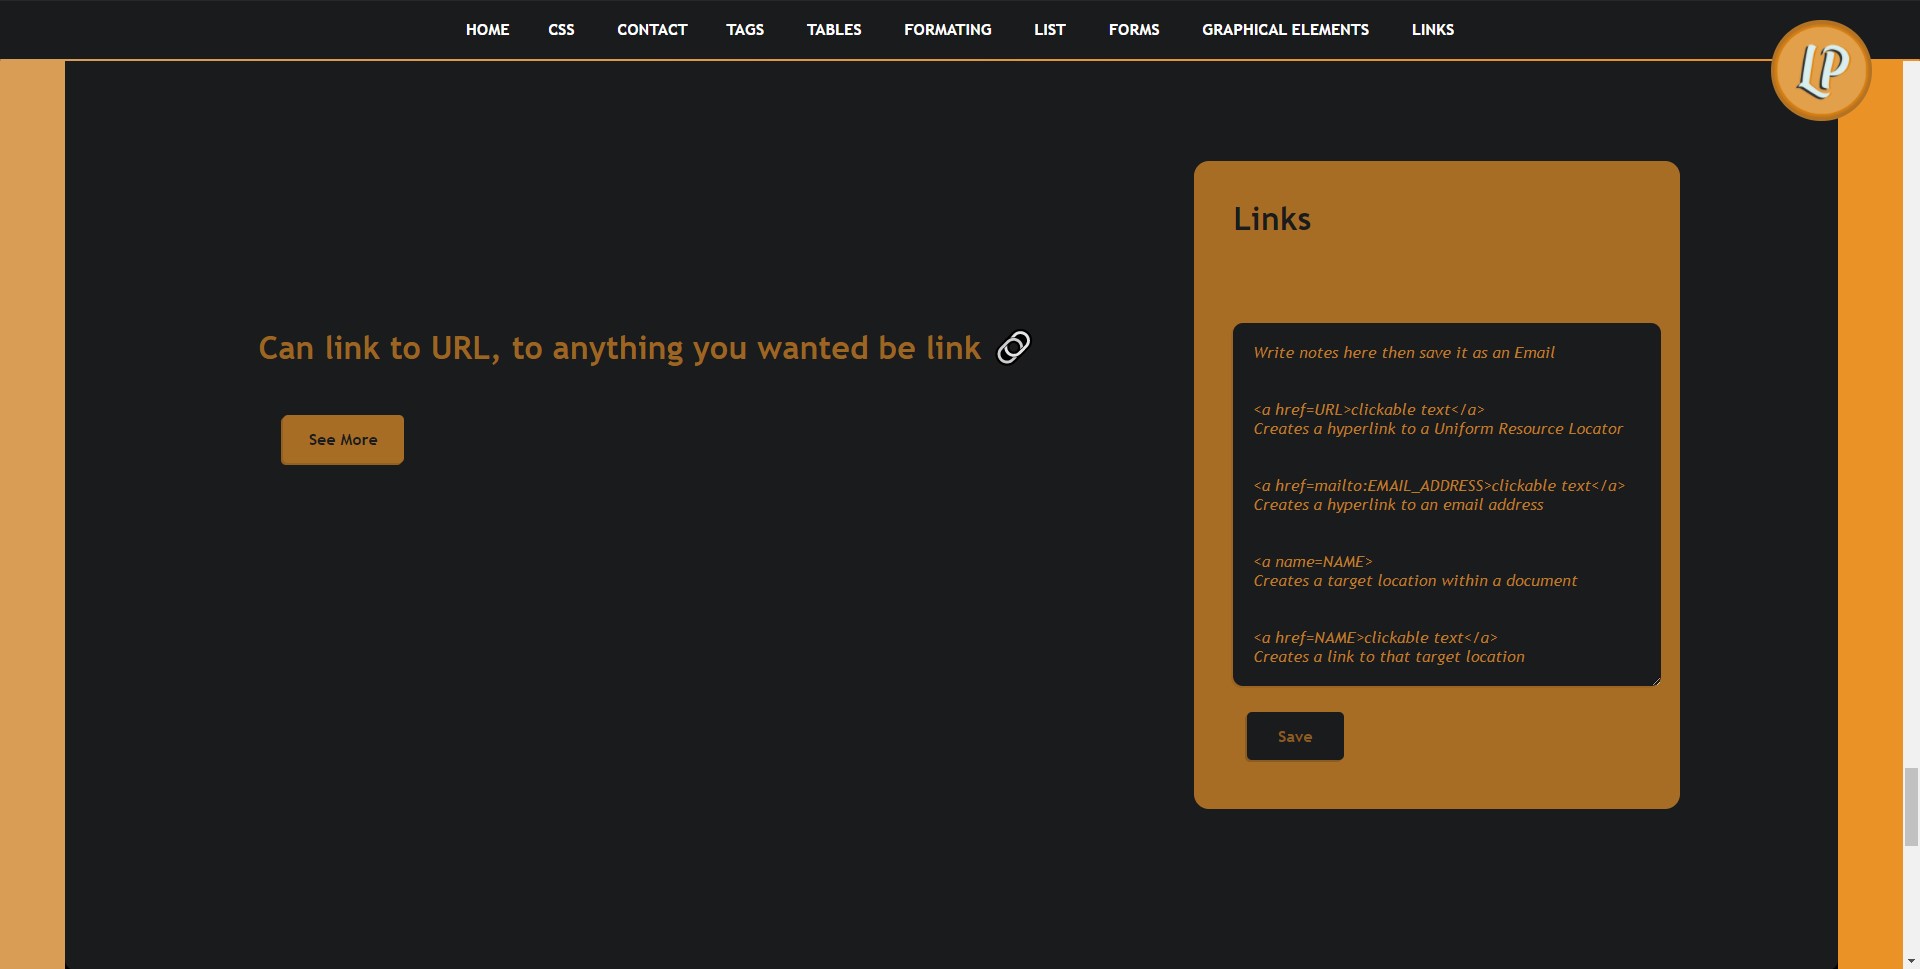 HOME CSS CONTACT TAGS TABLES FORMATING LIST FORMS GRAPHICAL ELEMENTS LINKS
LP
Links
Can link to URL, to anything you wanted be link
See More
Write notes here then save it as an Email
<a href=URL>clickable text</a>
Creates a hyperlink to a Uniform Resource Locator
<a href=mailto:EMAIL_ADDRESS>clickable text</a>
Creates a hyperlink to an email address
<a name=NAME>
Creates a target location within a document
<a href=NAME>clickable text</a>
Creates a link to that target location
Save